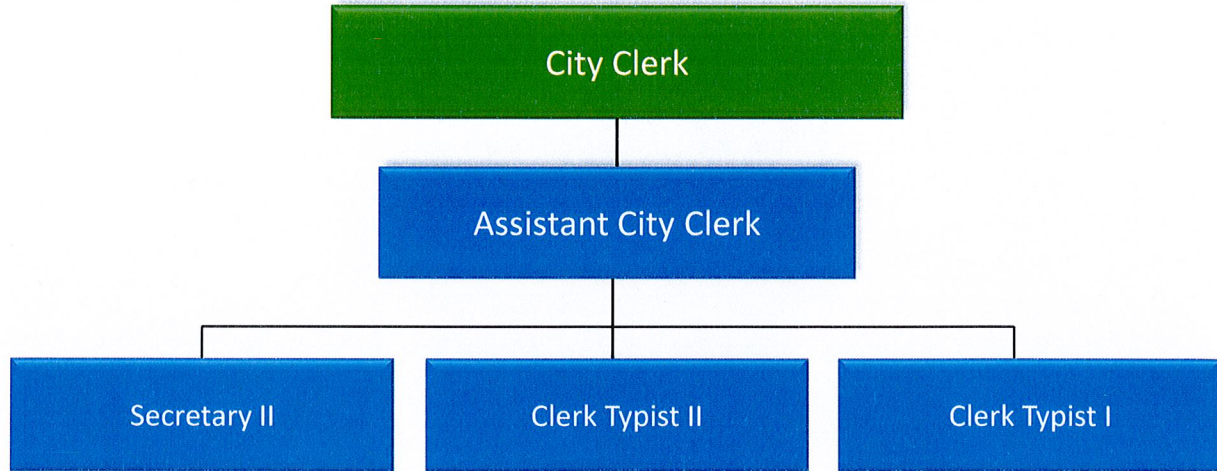 City Clerk
Assistant City Clerk
Secretary II
Clerk Typist II
Clerk Typist I